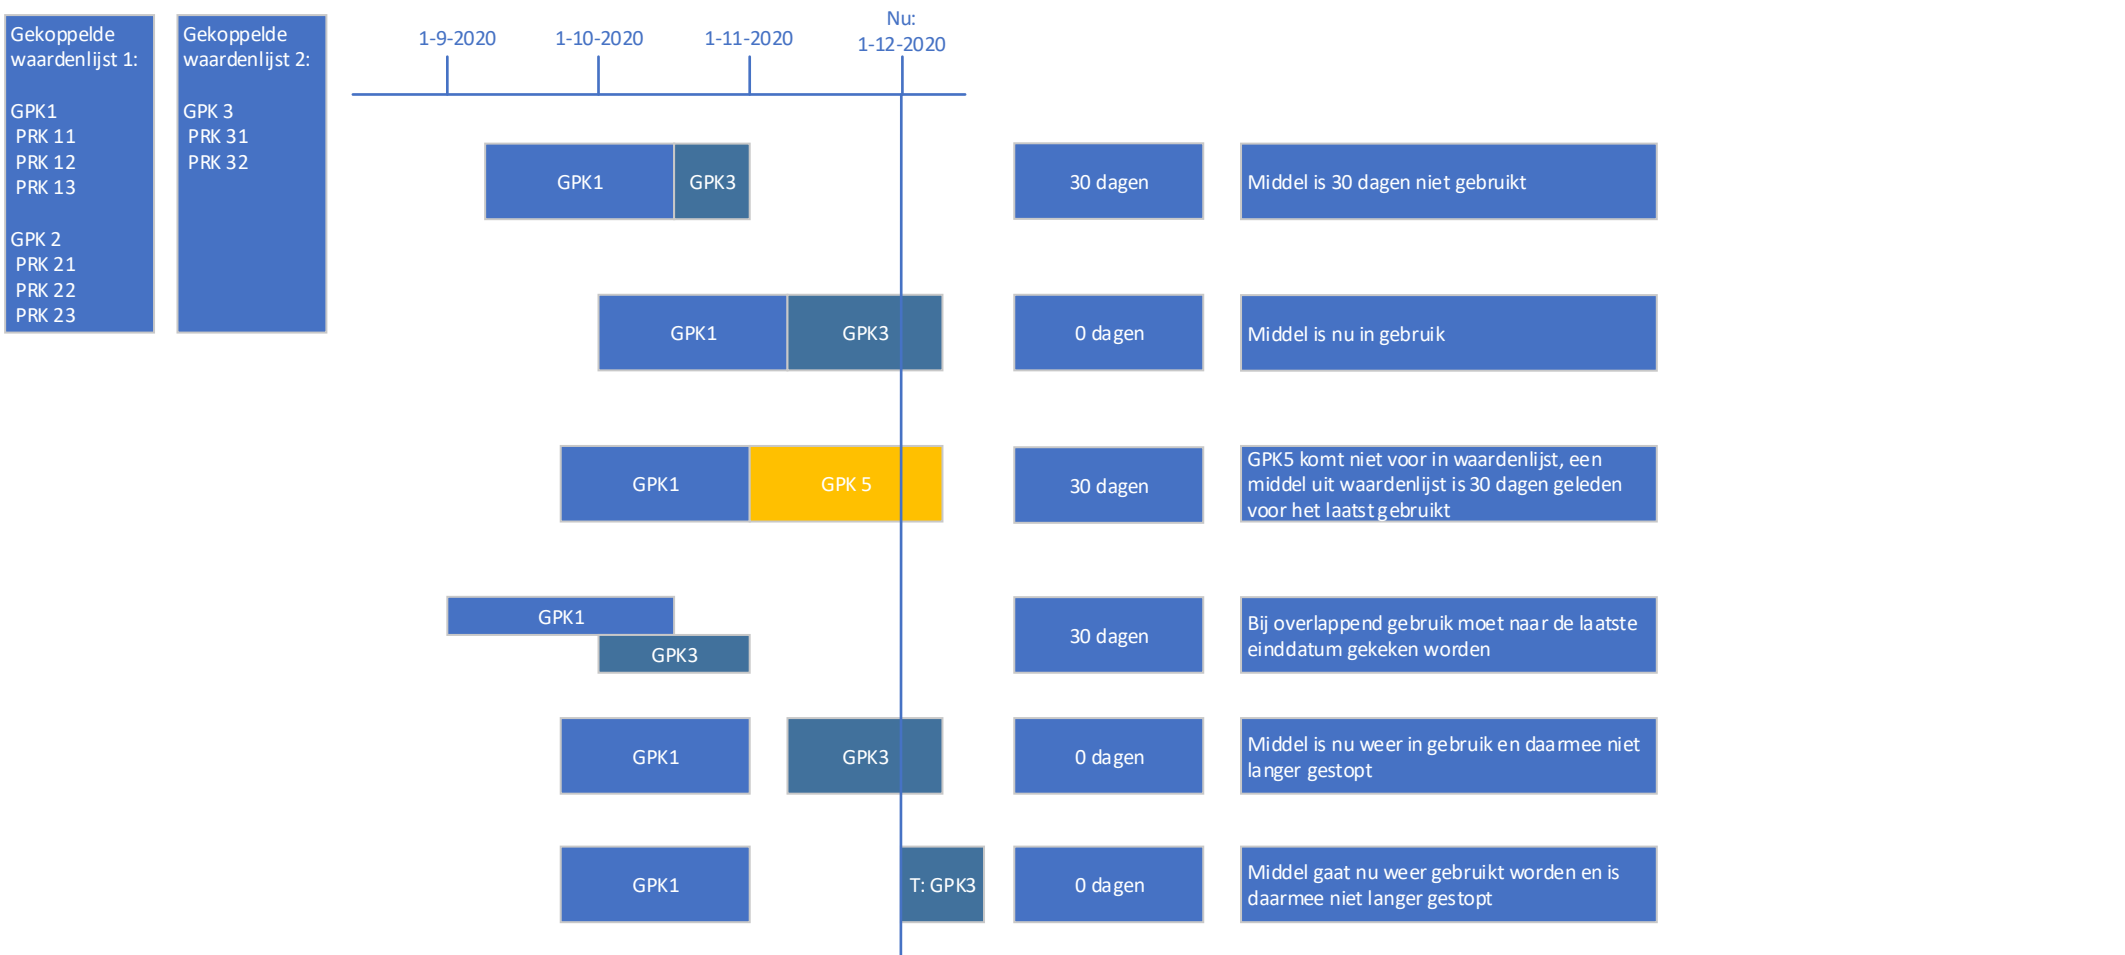 Gekoppelde
waardenlijst 1:
GPK1
PRK 11
PRK 12
PRK 13
GPK 2
PRK 21
PRK 22
PRK 23
Gekoppelde
waardenlijst 2:
GPK 3
PRK 31
PRK 32
1-9-2020
1-10-2020
1-11-2020
Nu:
1-12-2020
GPK1
GPK3
30 dagen
Middel is 30 dagen niet gebruikt
GPK1
GPK3
0 dagen
Middel is nu in gebruik
GPK1
GPK 5
30 dagen
GPK5 komt niet voor in waardenlijst, een
middel uit waardenlijst is 30 dagen geleden
voor het laatst gebruikt
GPK1
GPK3
30 dagen
Bij overlappend gebruik moet naar de laatste
einddatum gekeken worden
GPK1
GPK3
0 dagen
Middel is nu weer in gebruik en daarmee niet
langer gestopt
GPK1
T: GPK3
0 dagen
Middel gaat nu weer gebruikt worden en is
daarmee niet langer gestopt